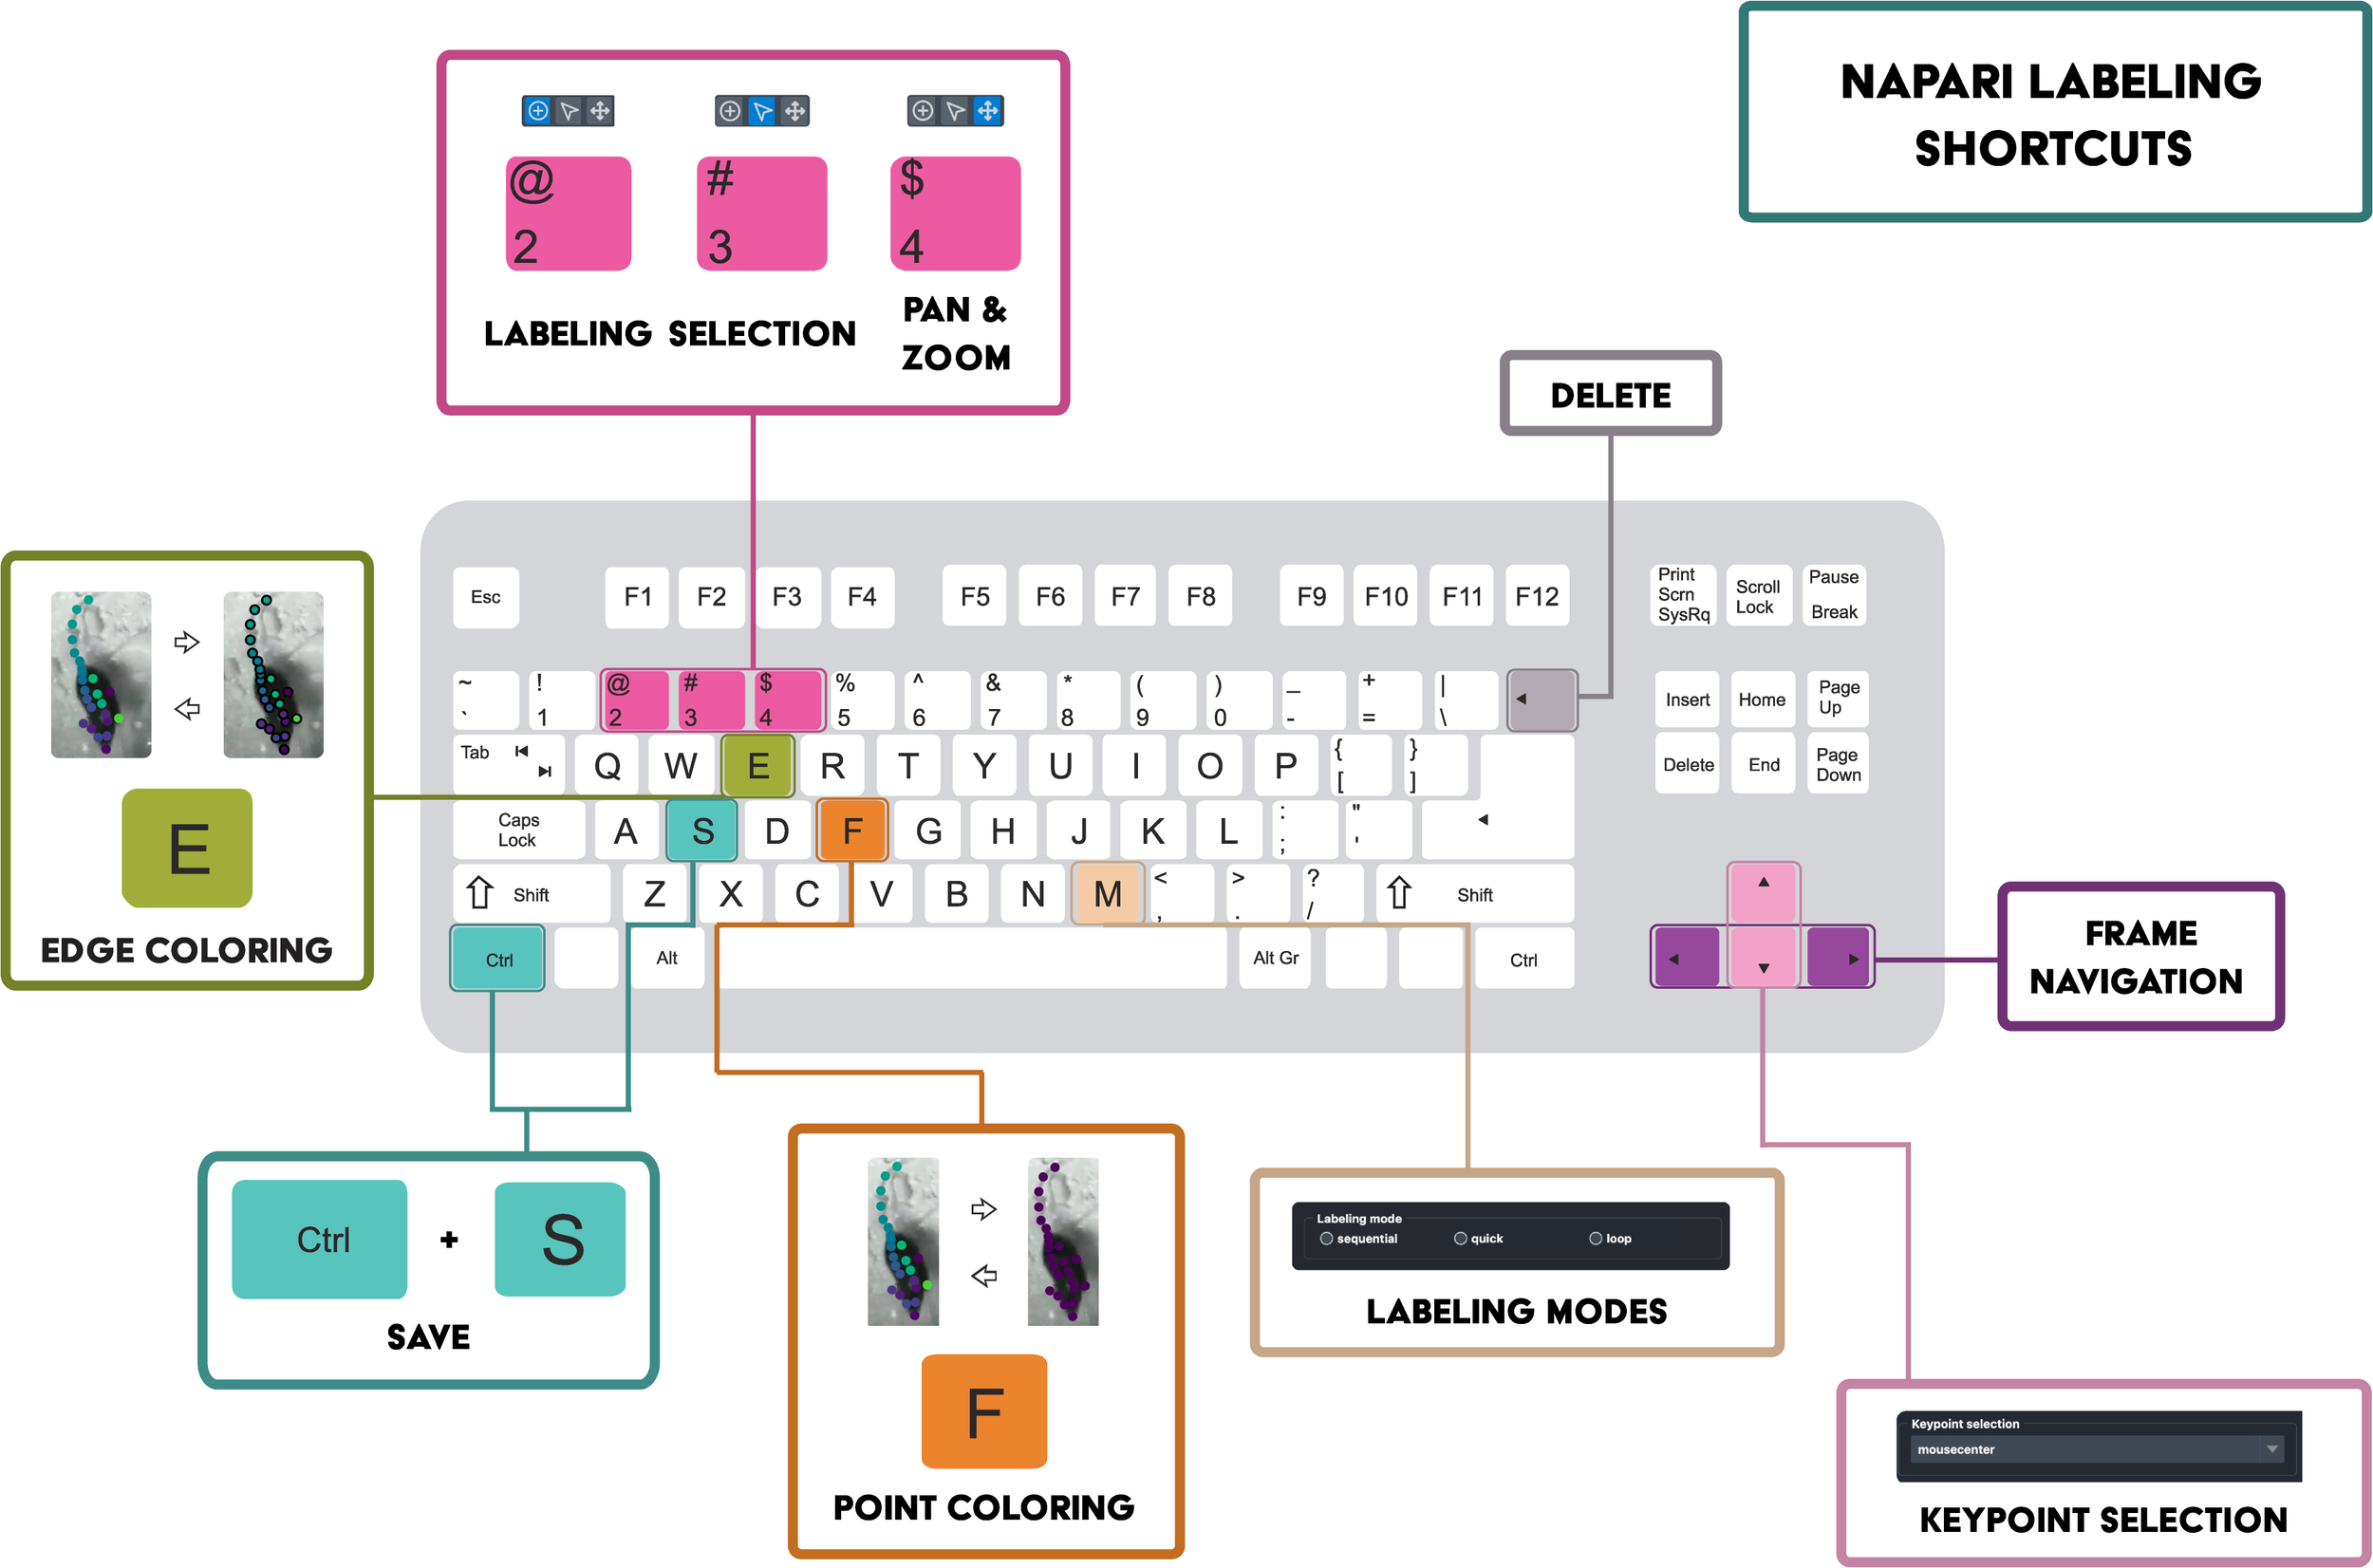 NAPARI LABELING
SHORTCUTS
@ # $
2 3 4
LABELING SELECTION PAN &
ZOOM
DELETE
Esc F1 F2 F3 F4 F5 F6 F7 F8 F9 F10 F11 F12
Print
Scrn
SysRq
Scroll
Lock
Pause
Break
~ ! @ # $ % ^ & * ( ) _ + |
` 1 2 3 4 5 6 7 8 9 0 - = \
Insert Home Page
Up
Tab Q W E R T Y U I O P { }
[ ]
Delete End Page
Down
Caps
Lock
A S D F G H J K L : "
; '
Shift Z X C V B N M < > ? Shift
, . /
Ctrl Alt Alt Gr Ctrl
E
EDGE COLORING
FRAME
NAVIGATION
Ctrl + S
SAVE
F
POINT COLORING
Labeling mode
sequential quick loop
LABELING MODES
Keypoint selection
mousecenter
KEYPOINT SELECTION